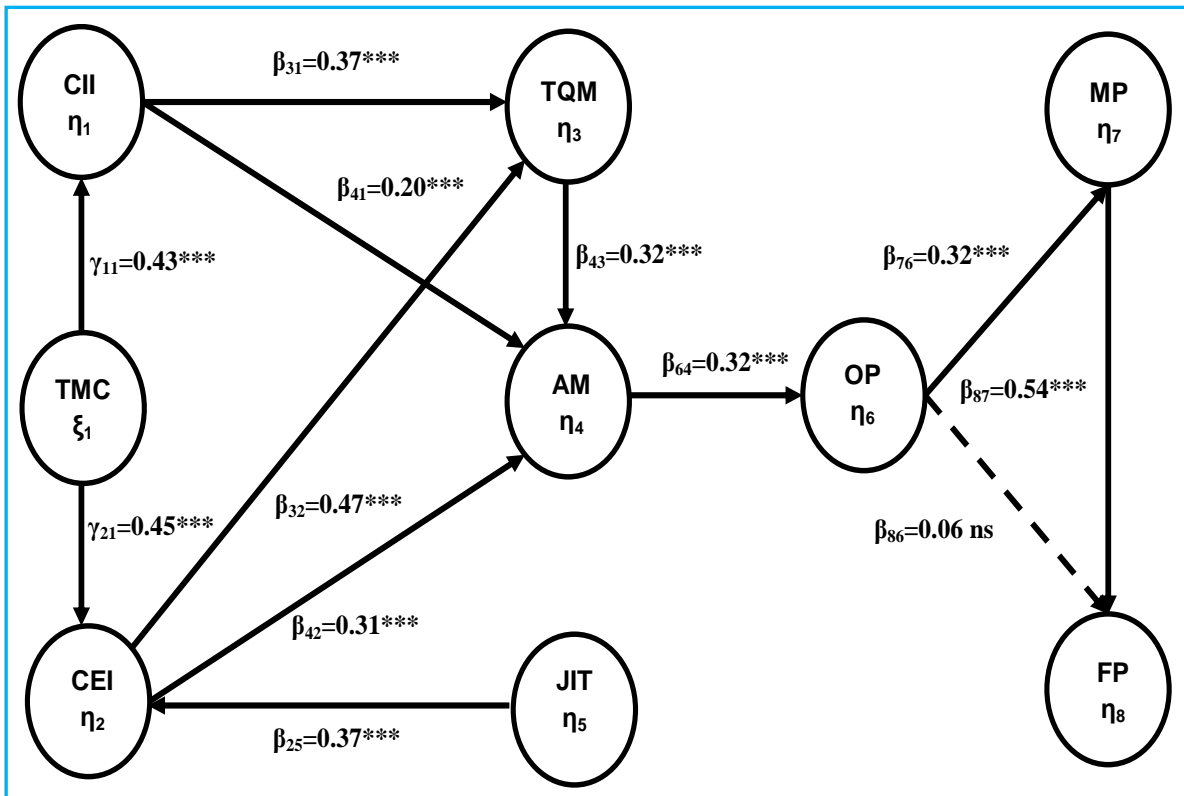 β₃₁=0.37***
CII
η₁
TQM
η₃
MP
η₇
β₄₁=0.20***
γ₁₁=0.43***
β₄₃=0.32***
β₇₆=0.32***
TMC
ξ₁
AM
η₄
β₆₄=0.32***
OP
η₆
β₈₇=0.54***
γ₂₁=0.45***
β₃₂=0.47***
β₈₆=0.06 ns
β₄₂=0.31***
CEI
η₂
JIT
η₅
FP
η₈
β₂₅=0.37***